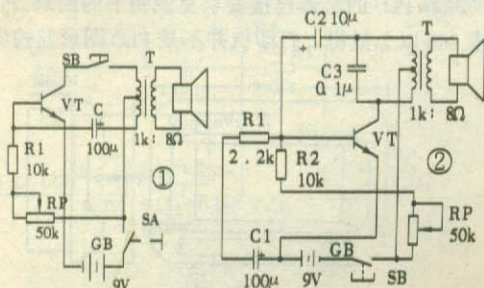 SB
T
VT
C
100μ
1k:
8Ω
R1
10k
①
RP
50k
SA
GB
9V
C2 10μ
T
C3
0.1μ
R1
2.2k
VT
1k:
8Ω
R2
10k
②
RP
50k
C1
100μ
GB
9V
SB